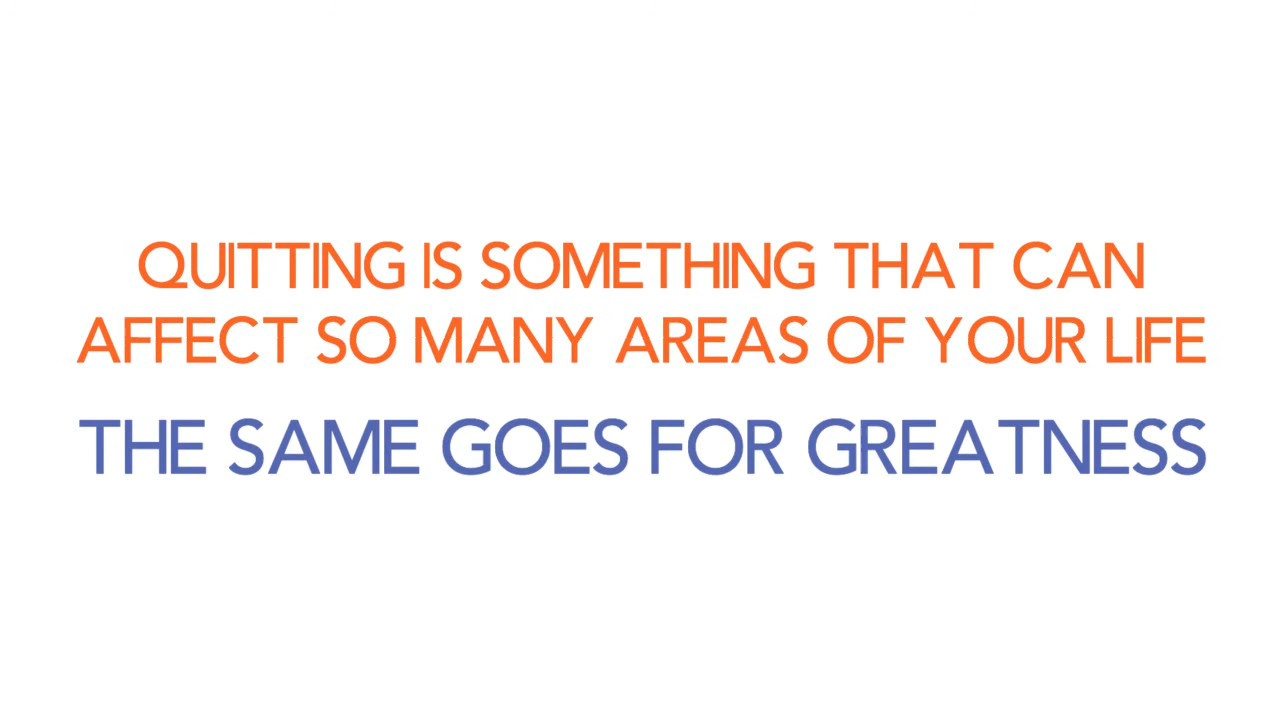 QUITTING IS SOMETHING THAT CAN
AFFECT SO MANY AREAS OF YOUR LIFE
THE SAME GOES FOR GREATNESS